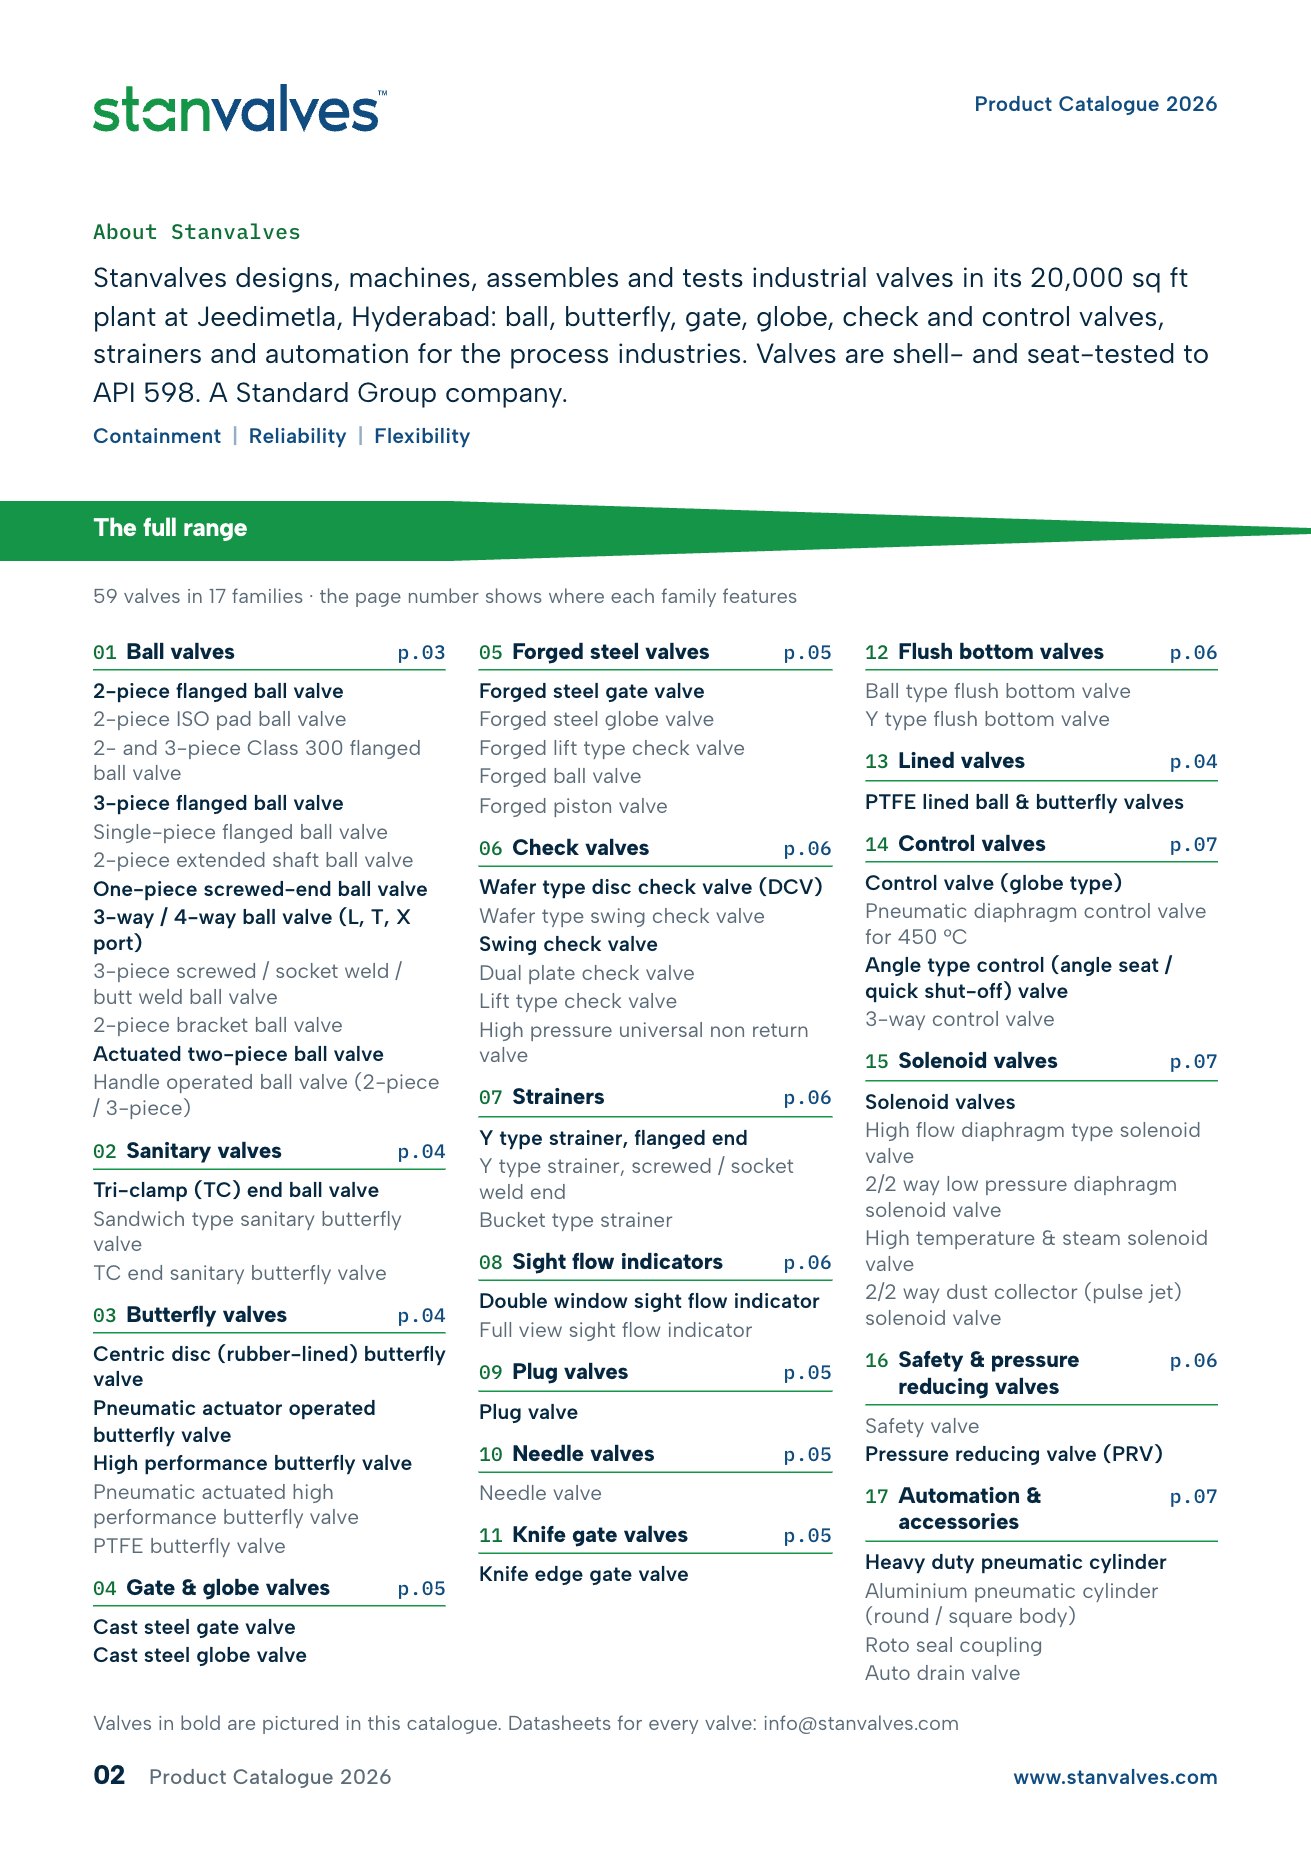 stanvalves™
Product Catalogue 2026
About Stanvalves
Stanvalves designs, machines, assembles and tests industrial valves in its 20,000 sq ft
plant at Jeedimetla, Hyderabad: ball, butterfly, gate, globe, check and control valves,
strainers and automation for the process industries. Valves are shell- and seat-tested to
API 598. A Standard Group company.
Containment | Reliability | Flexibility
The full range
59 valves in 17 families · the page number shows where each family features
01 Ball valves p.03
2-piece flanged ball valve
2-piece ISO pad ball valve
2- and 3-piece Class 300 flanged
ball valve
3-piece flanged ball valve
Single-piece flanged ball valve
2-piece extended shaft ball valve
One-piece screwed-end ball valve
3-way / 4-way ball valve (L, T, X
port)
3-piece screwed / socket weld /
butt weld ball valve
2-piece bracket ball valve
Actuated two-piece ball valve
Handle operated ball valve (2-piece
/ 3-piece)
02 Sanitary valves p.04
Tri-clamp (TC) end ball valve
Sandwich type sanitary butterfly
valve
TC end sanitary butterfly valve
03 Butterfly valves p.04
Centric disc (rubber-lined) butterfly
valve
Pneumatic actuator operated
butterfly valve
High performance butterfly valve
Pneumatic actuated high
performance butterfly valve
PTFE butterfly valve
04 Gate & globe valves p.05
Cast steel gate valve
Cast steel globe valve
05 Forged steel valves p.05
Forged steel gate valve
Forged steel globe valve
Forged lift type check valve
Forged ball valve
Forged piston valve
06 Check valves p.06
Wafer type disc check valve (DCV)
Wafer type swing check valve
Swing check valve
Dual plate check valve
Lift type check valve
High pressure universal non return
valve
07 Strainers p.06
Y type strainer, flanged end
Y type strainer, screwed / socket
weld end
Bucket type strainer
08 Sight flow indicators p.06
Double window sight flow indicator
Full view sight flow indicator
09 Plug valves p.05
Plug valve
10 Needle valves p.05
Needle valve
11 Knife gate valves p.05
Knife edge gate valve
12 Flush bottom valves p.06
Ball type flush bottom valve
Y type flush bottom valve
13 Lined valves p.04
PTFE lined ball & butterfly valves
14 Control valves p.07
Control valve (globe type)
Pneumatic diaphragm control valve
for 450 °C
Angle type control (angle seat /
quick shut-off) valve
3-way control valve
15 Solenoid valves p.07
Solenoid valves
High flow diaphragm type solenoid
valve
2/2 way low pressure diaphragm
solenoid valve
High temperature & steam solenoid
valve
2/2 way dust collector (pulse jet)
solenoid valve
16 Safety & pressure p.06
reducing valves
Safety valve
Pressure reducing valve (PRV)
17 Automation & p.07
accessories
Heavy duty pneumatic cylinder
Aluminium pneumatic cylinder
(round / square body)
Roto seal coupling
Auto drain valve
Valves in bold are pictured in this catalogue. Datasheets for every valve: info@stanvalves.com
02 Product Catalogue 2026
www.stanvalves.com